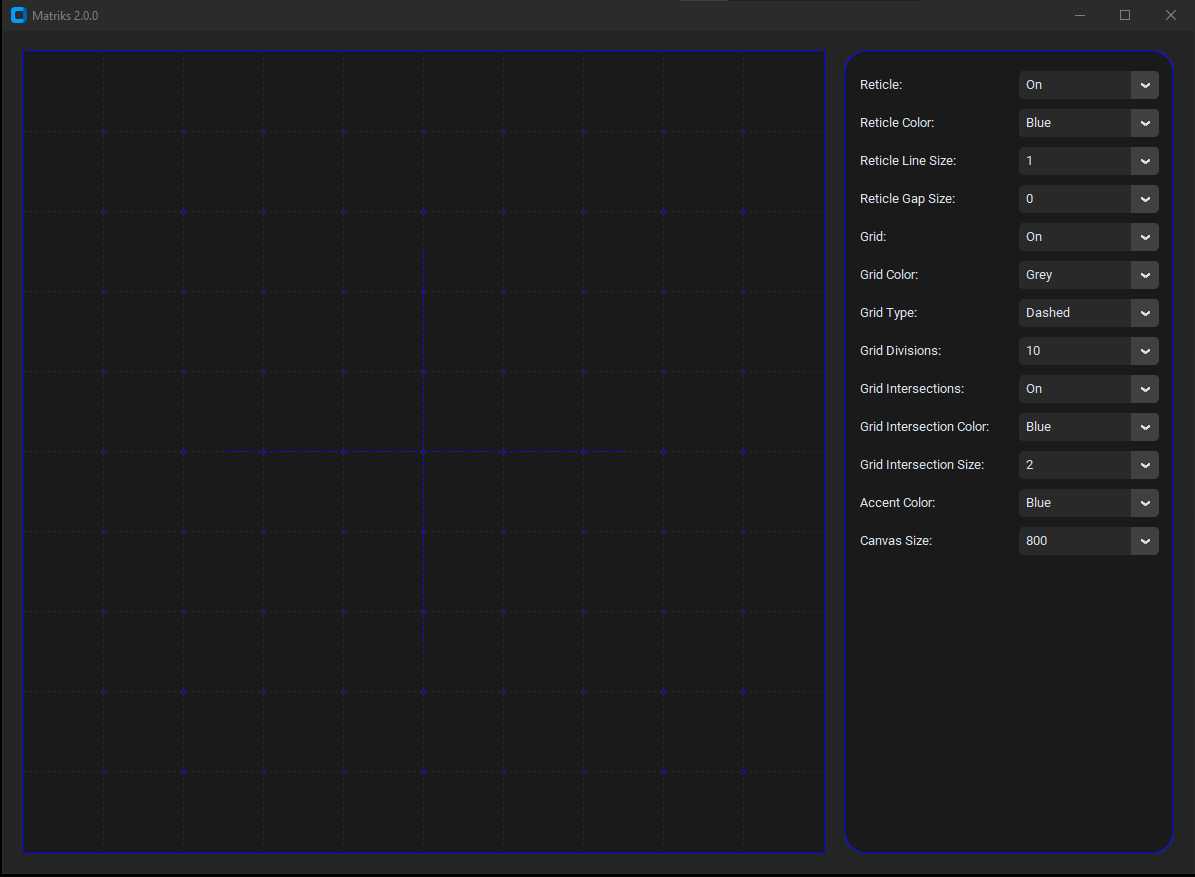 Matriks 2.0.0
Reticle: On
Reticle Color: Blue
Reticle Line Size: 1
Reticle Gap Size: 0
Grid: On
Grid Color: Grey
Grid Type: Dashed
Grid Divisions: 10
Grid Intersections: On
Grid Intersection Color: Blue
Grid Intersection Size: 2
Accent Color: Blue
Canvas Size: 800